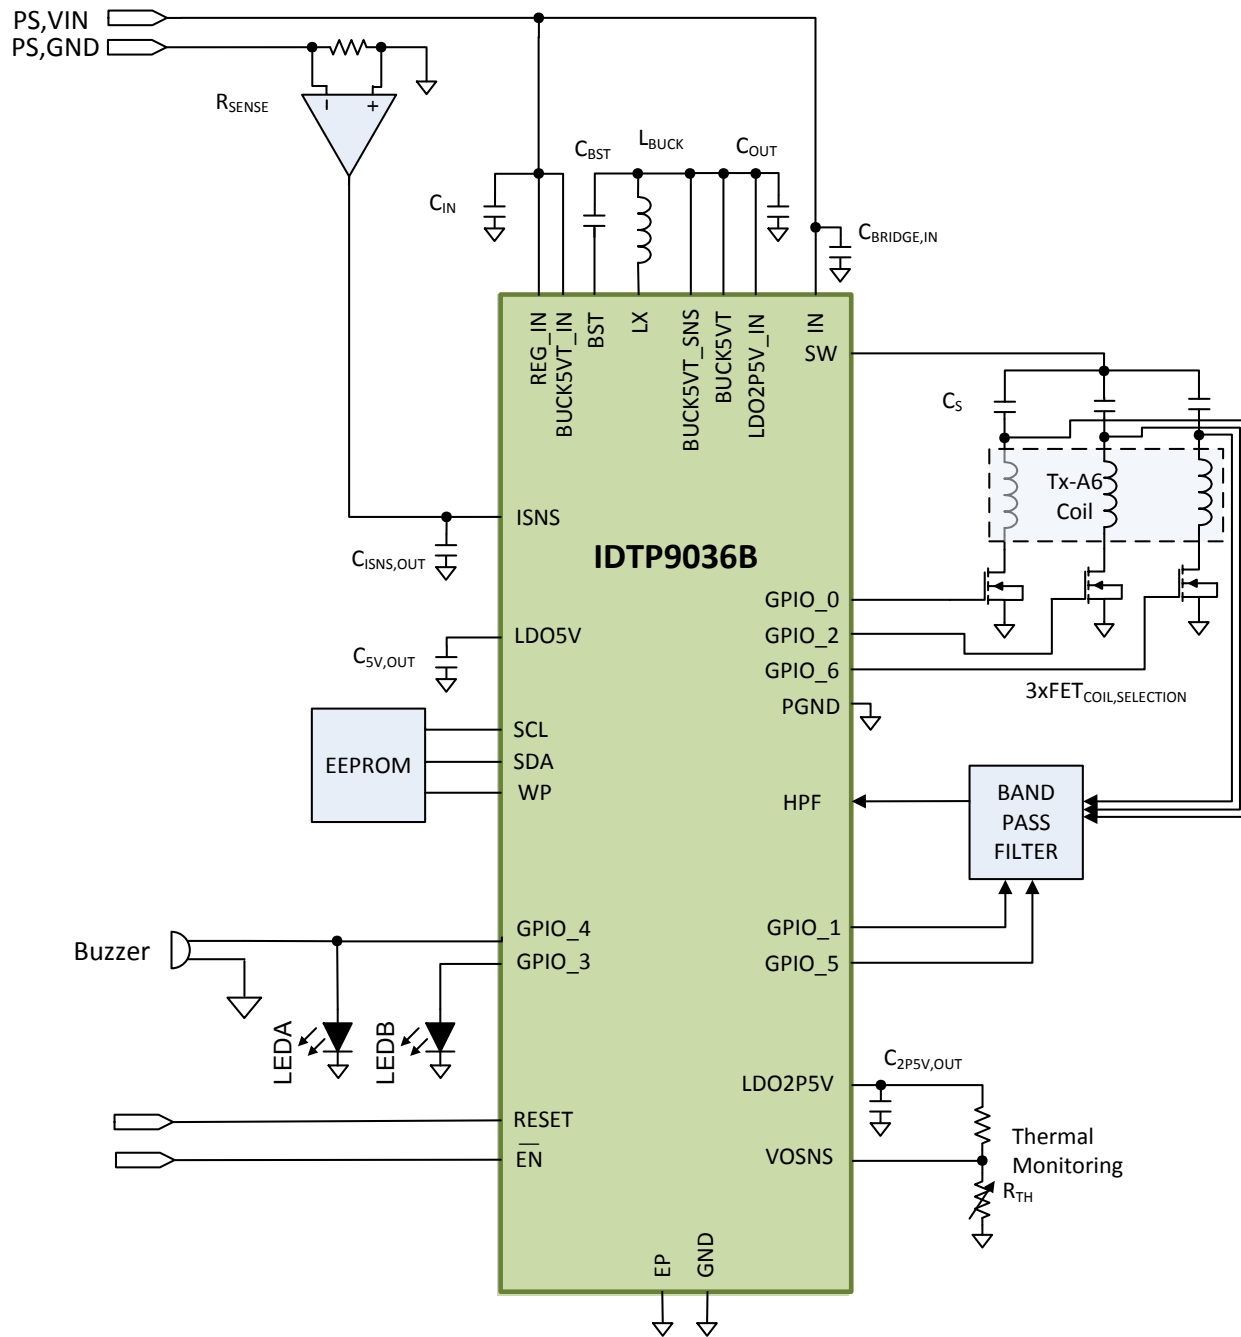 PS,VIN
PS,GND
RSENSE
− +
CBST
LBUCK
COUT
CIN
CBRIDGE,IN
REG_IN
BUCK5VT_IN
BST
LX
BUCK5VT_SNS
BUCK5VT
LDO2P5V_IN
IN
SW
CS
Tx-A6
Coil
ISNS
CISNS,OUT
IDTP9036B
GPIO_0
GPIO_2
GPIO_6
3xFETCOIL,SELECTION
PGND
LDO5V
C5V,OUT
EEPROM
SCL
SDA
WP
HPF
BAND
PASS
FILTER
Buzzer
GPIO_4
GPIO_3
GPIO_1
GPIO_5
LEDA
LEDB
C2P5V,OUT
LDO2P5V
RESET
EN
VOSNS
Thermal
Monitoring
RTH
EP
GND